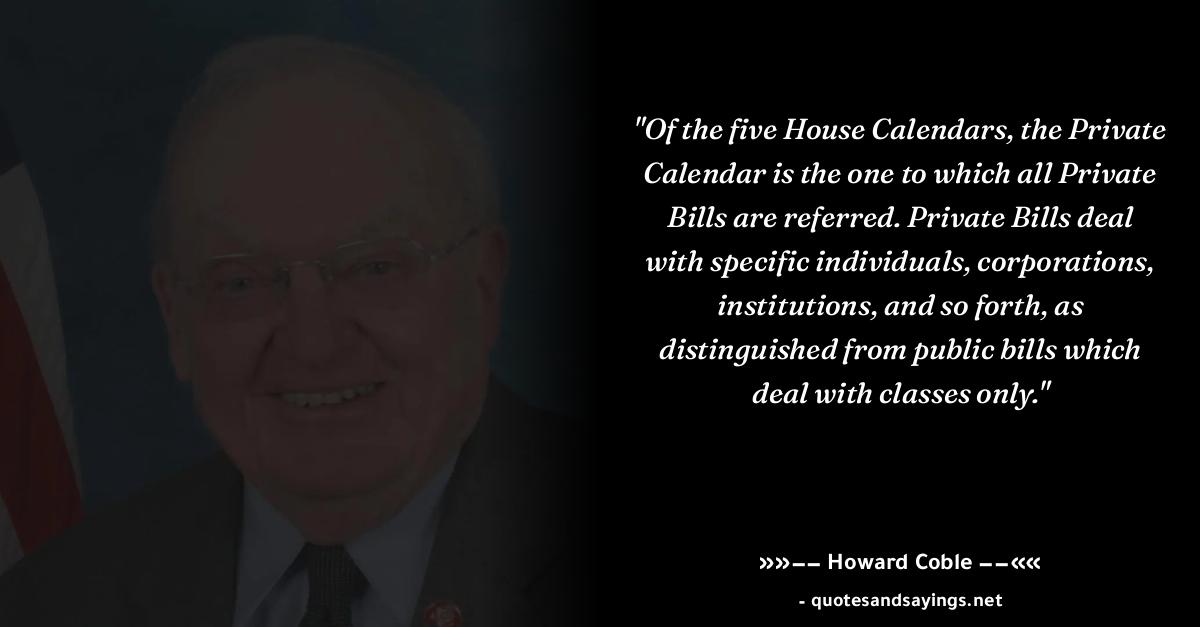 "Of the five House Calendars, the Private
Calendar is the one to which all Private
Bills are referred. Private Bills deal
with specific individuals, corporations,
institutions, and so forth, as
distinguished from public bills which
deal with classes only."
»»−− Howard Coble −−««
- quotesandsayings.net